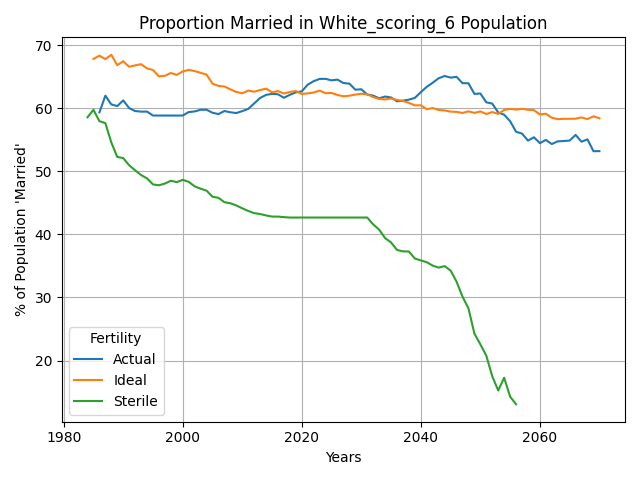 Proportion Married in White_scoring_6 Population
% of Population 'Married'
70
60
50
40
30
20
Fertility
Actual
Ideal
Sterile
1980
2000
2020
2040
2060
Years